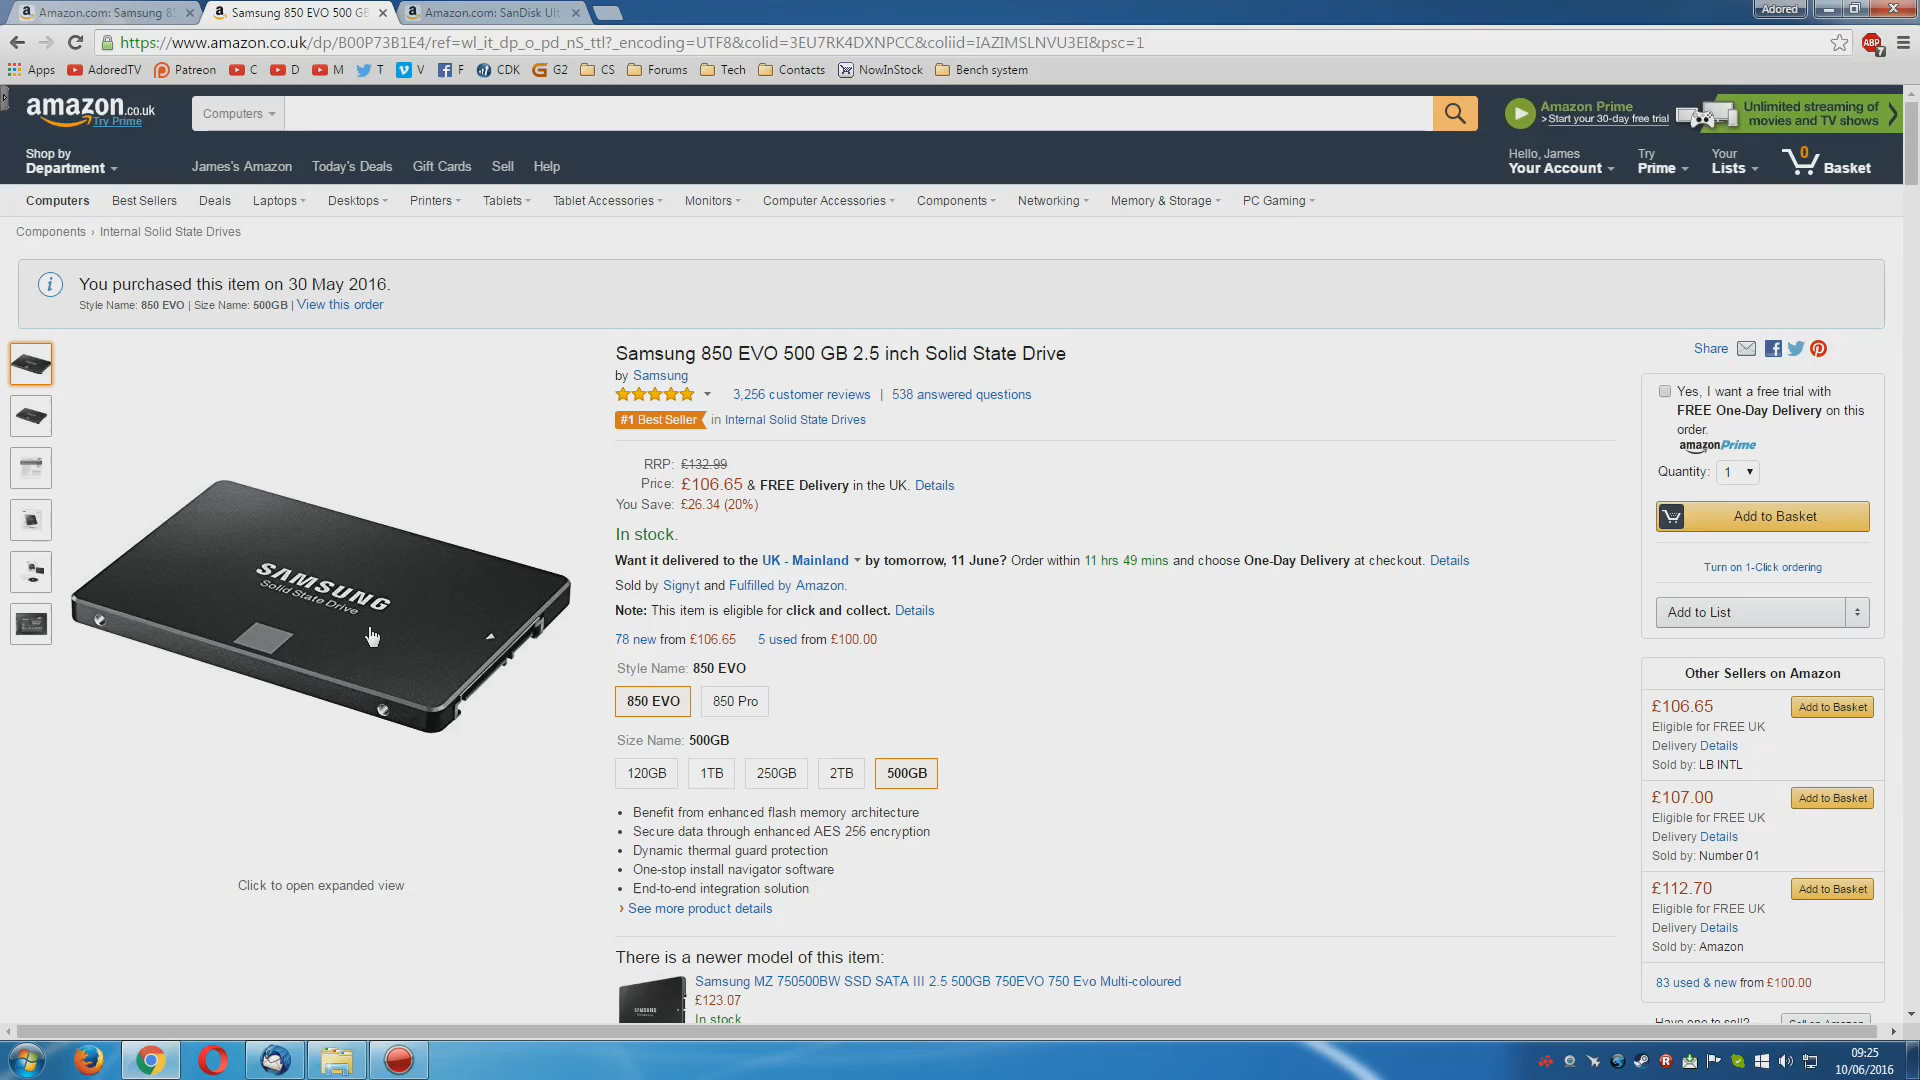 Amazon.com: Samsung 8
Samsung 850 EVO 500 GB
Amazon.com: SanDisk Ult
Adored
https://www.amazon.co.uk/dp/B00P73B1E4/ref=wl_it_dp_o_pd_nS_ttl?_encoding=UTF8&colid=3EU7RK4DXNPCC&coliid=IAZIMSLNVU3EI&psc=1
ABP
7
Apps AdoredTV Patreon C D M T V F CDK G2 CS Forums Tech Contacts NowInStock Bench system
amazon.co.uk
Try Prime
Computers
Amazon Prime
>Start your 30-day free trial
Unlimited streaming of
movies and TV shows
Shop by
Department
James's Amazon Today's Deals Gift Cards Sell Help
Hello, James
Your Account
Try
Prime
Your
Lists
0
Basket
Computers Best Sellers Deals Laptops Desktops Printers Tablets Tablet Accessories Monitors Computer Accessories Components Networking Memory & Storage PC Gaming
Components › Internal Solid State Drives
You purchased this item on 30 May 2016.
Style Name: 850 EVO | Size Name: 500GB | View this order
SAMSUNG
Solid State Drive
Click to open expanded view
Samsung 850 EVO 500 GB 2.5 inch Solid State Drive
by Samsung
3,256 customer reviews | 538 answered questions
#1 Best Seller in Internal Solid State Drives
RRP: £132.99
Price: £106.65 & FREE Delivery in the UK. Details
You Save: £26.34 (20%)
In stock.
Want it delivered to the UK - Mainland by tomorrow, 11 June? Order within 11 hrs 49 mins and choose One-Day Delivery at checkout. Details
Sold by Signyt and Fulfilled by Amazon.
Note: This item is eligible for click and collect. Details
78 new from £106.65 5 used from £100.00
Style Name: 850 EVO
850 EVO 850 Pro
Size Name: 500GB
120GB 1TB 250GB 2TB 500GB
• Benefit from enhanced flash memory architecture
• Secure data through enhanced AES 256 encryption
• Dynamic thermal guard protection
• One-stop install navigator software
• End-to-end integration solution
› See more product details
There is a newer model of this item:
SAMSUNG
Samsung MZ 750500BW SSD SATA III 2.5 500GB 750EVO 750 Evo Multi-coloured
£123.07
In stock
Share
Yes, I want a free trial with
FREE One-Day Delivery on this
order.
amazonPrime
Quantity: 1
Add to Basket
Turn on 1-Click ordering
Add to List
Other Sellers on Amazon
£106.65 Add to Basket
Eligible for FREE UK
Delivery Details
Sold by: LB INTL
£107.00 Add to Basket
Eligible for FREE UK
Delivery Details
Sold by: Number 01
£112.70 Add to Basket
Eligible for FREE UK
Delivery Details
Sold by: Amazon
83 used & new from £100.00
Have one to sell? Sell on Amazon
09:25
10/06/2016